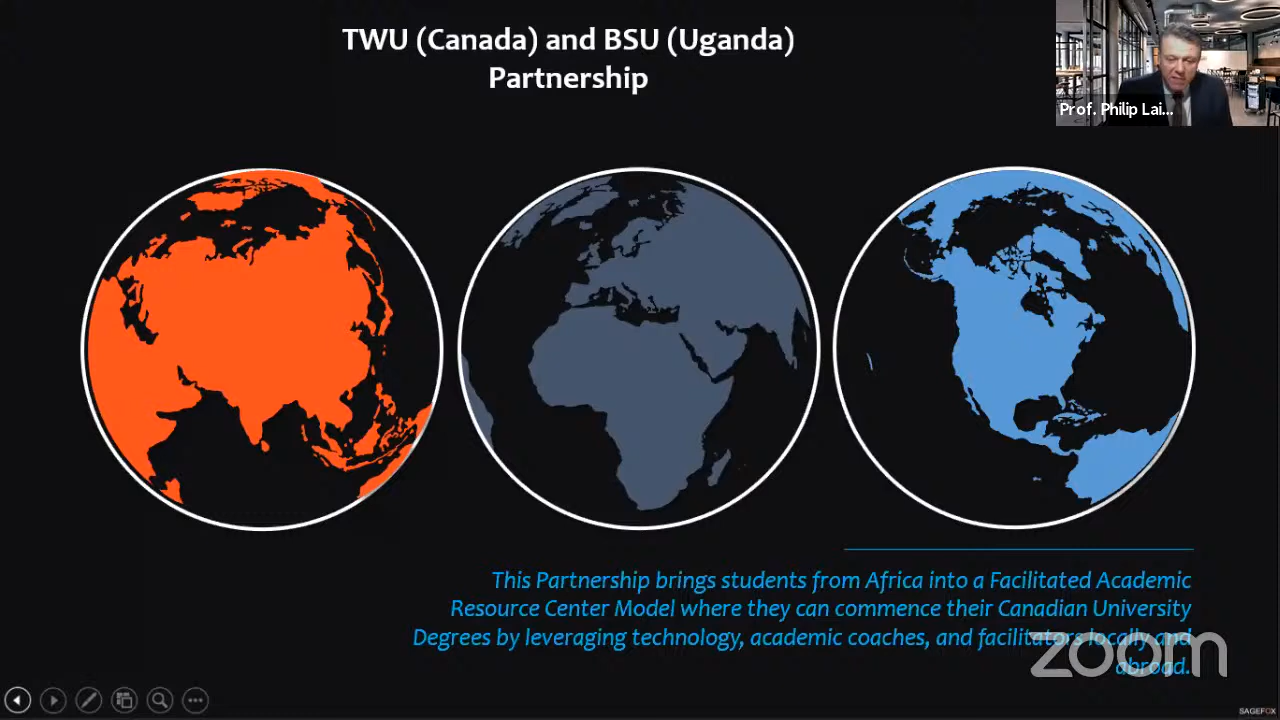 TWU (Canada) and BSU (Uganda)
Partnership
Prof. Philip Lai...
This Partnership brings students from Africa into a Facilitated Academic
Resource Center Model where they can commence their Canadian University
Degrees by leveraging technology, academic coaches, and facilitators locally and
abroad.
zoom
SAGEFOX